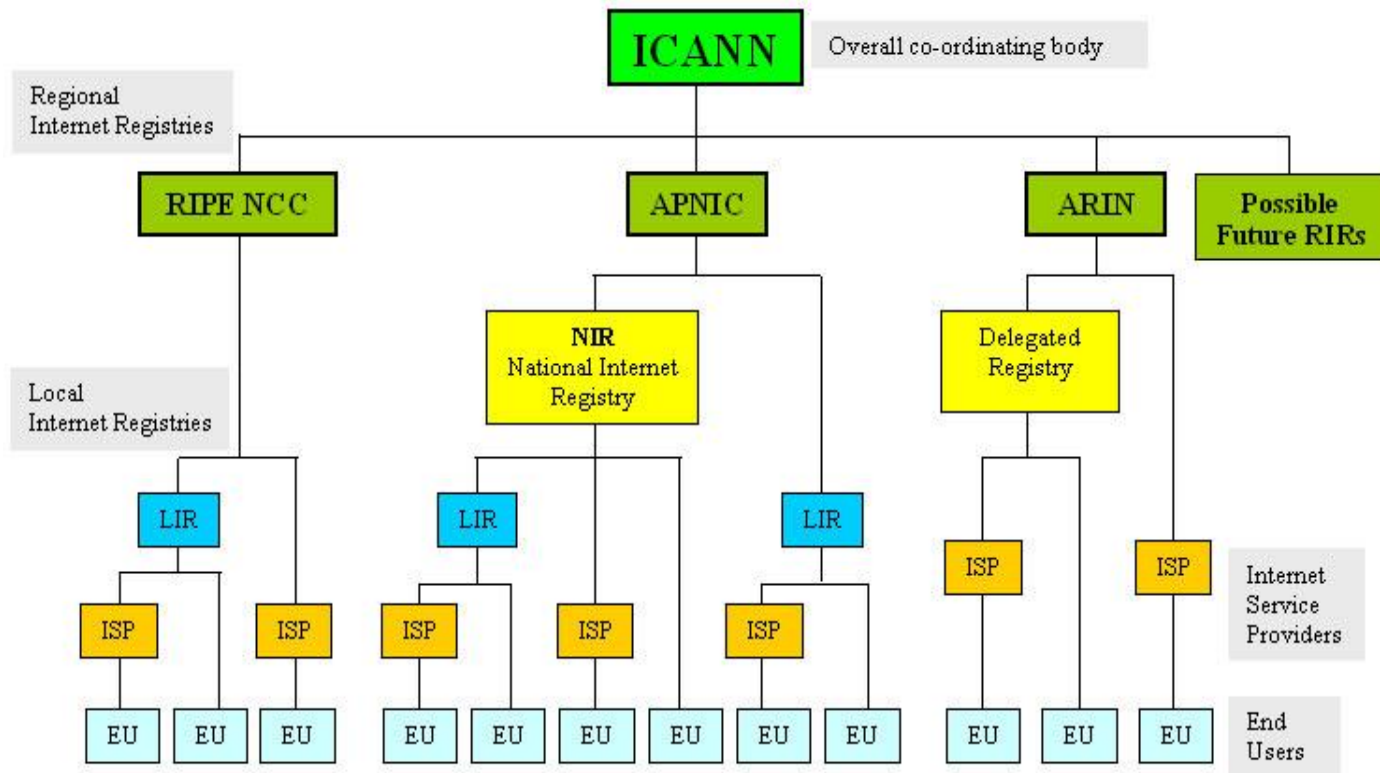 ICANN
Overall co-ordinating body
Regional
Internet Registries
RIPE NCC
APNIC
ARIN
Possible
Future RIRs
NIR
National Internet
Registry
Delegated
Registry
Local
Internet Registries
LIR
LIR
LIR
ISP
ISP
Internet
Service
Providers
ISP
ISP
ISP
ISP
ISP
EU
EU
EU
EU
EU
EU
EU
EU
EU
EU
EU
EU
End
Users